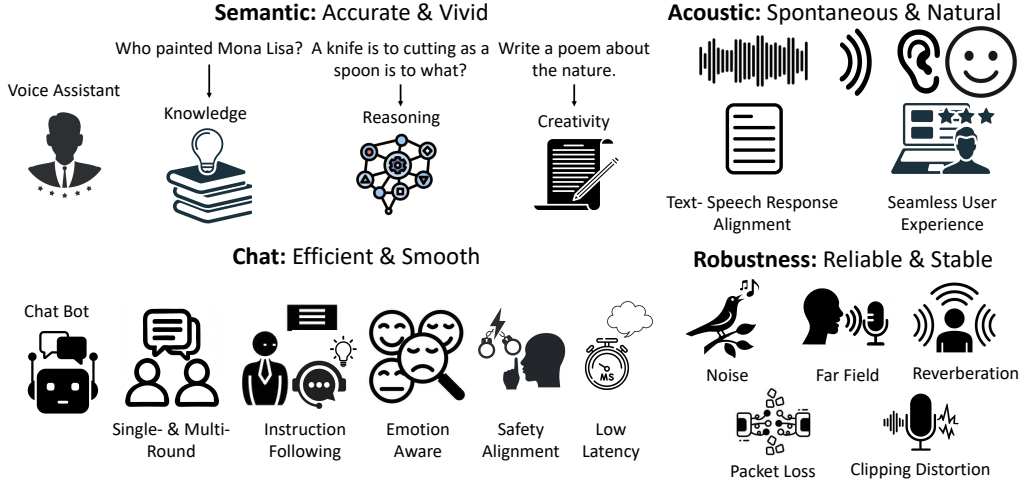 Semantic: Accurate & Vivid
Who painted Mona Lisa?
A knife is to cutting as a
spoon is to what?
Write a poem about
the nature.
Voice Assistant
Knowledge
Reasoning
Creativity
Acoustic: Spontaneous & Natural
Text- Speech Response
Alignment
Seamless User
Experience
Chat: Efficient & Smooth
Chat Bot
MS
Single- & Multi-
Round
Instruction
Following
Emotion
Aware
Safety
Alignment
Low
Latency
Robustness: Reliable & Stable
Noise
Far Field
Reverberation
Packet Loss
Clipping Distortion